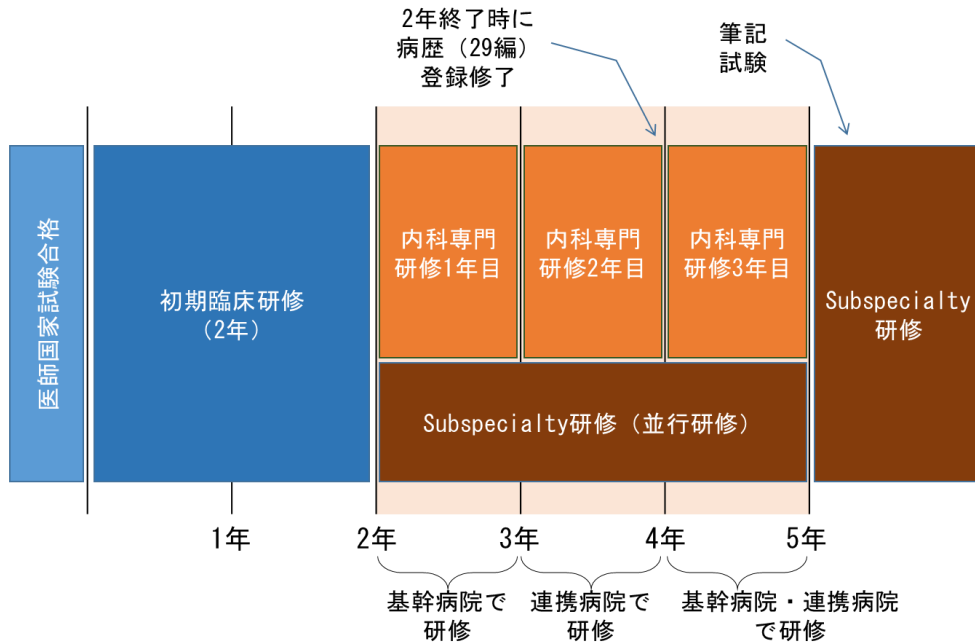 2年終了時に
病歴（29編）
登録修了
筆記
試験
医師国家試験合格
初期臨床研修
（2年）
内科専門
研修1年目
内科専門
研修2年目
内科専門
研修3年目
Subspecialty
研修
Subspecialty研修（並行研修）
1年
2年
3年
4年
5年
基幹病院で
研修
連携病院で
研修
基幹病院・連携病院
で研修